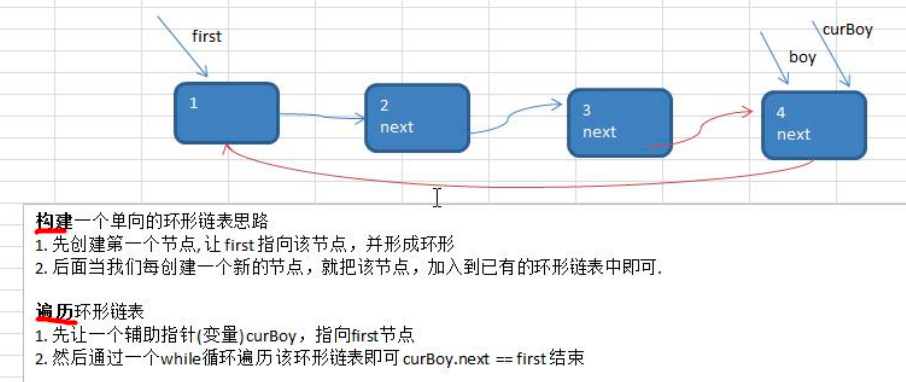 first
curBoy
boy
1
2
next
3
next
4
next
构建一个单向的环形链表思路
1. 先创建第一个节点, 让 first 指向该节点，并形成环形
2. 后面当我们每创建一个新的节点，就把该节点，加入到已有的环形链表中即可.
遍历环形链表
1. 先让一个辅助指针(变量) curBoy，指向first节点
2. 然后通过一个while循环遍历 该环形链表即可 curBoy.next == first 结束